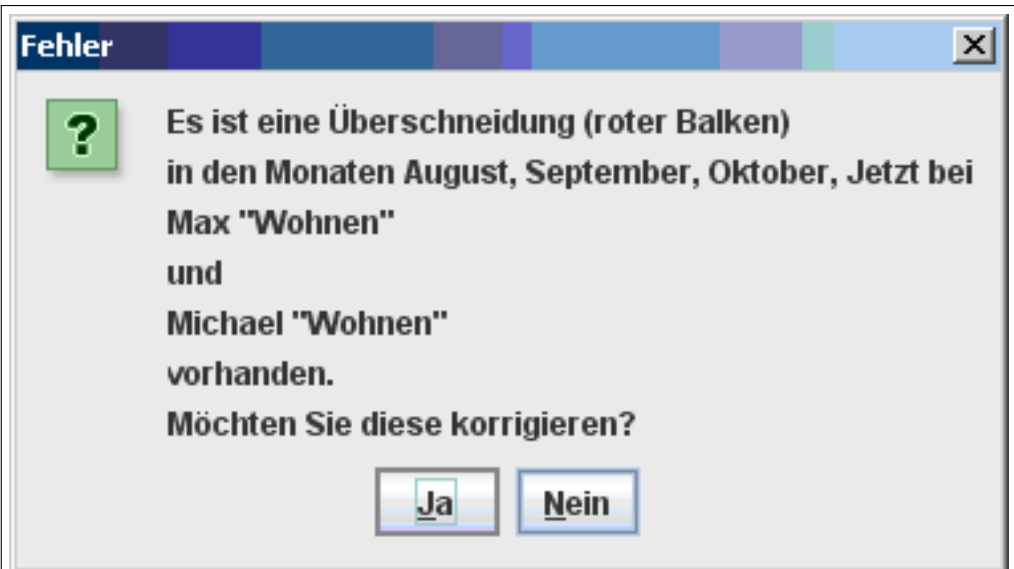 Fehler
Es ist eine Überschneidung (roter Balken)
in den Monaten August, September, Oktober, Jetzt bei
Max "Wohnen"
und
Michael "Wohnen"
vorhanden.
Möchten Sie diese korrigieren?
Ja Nein